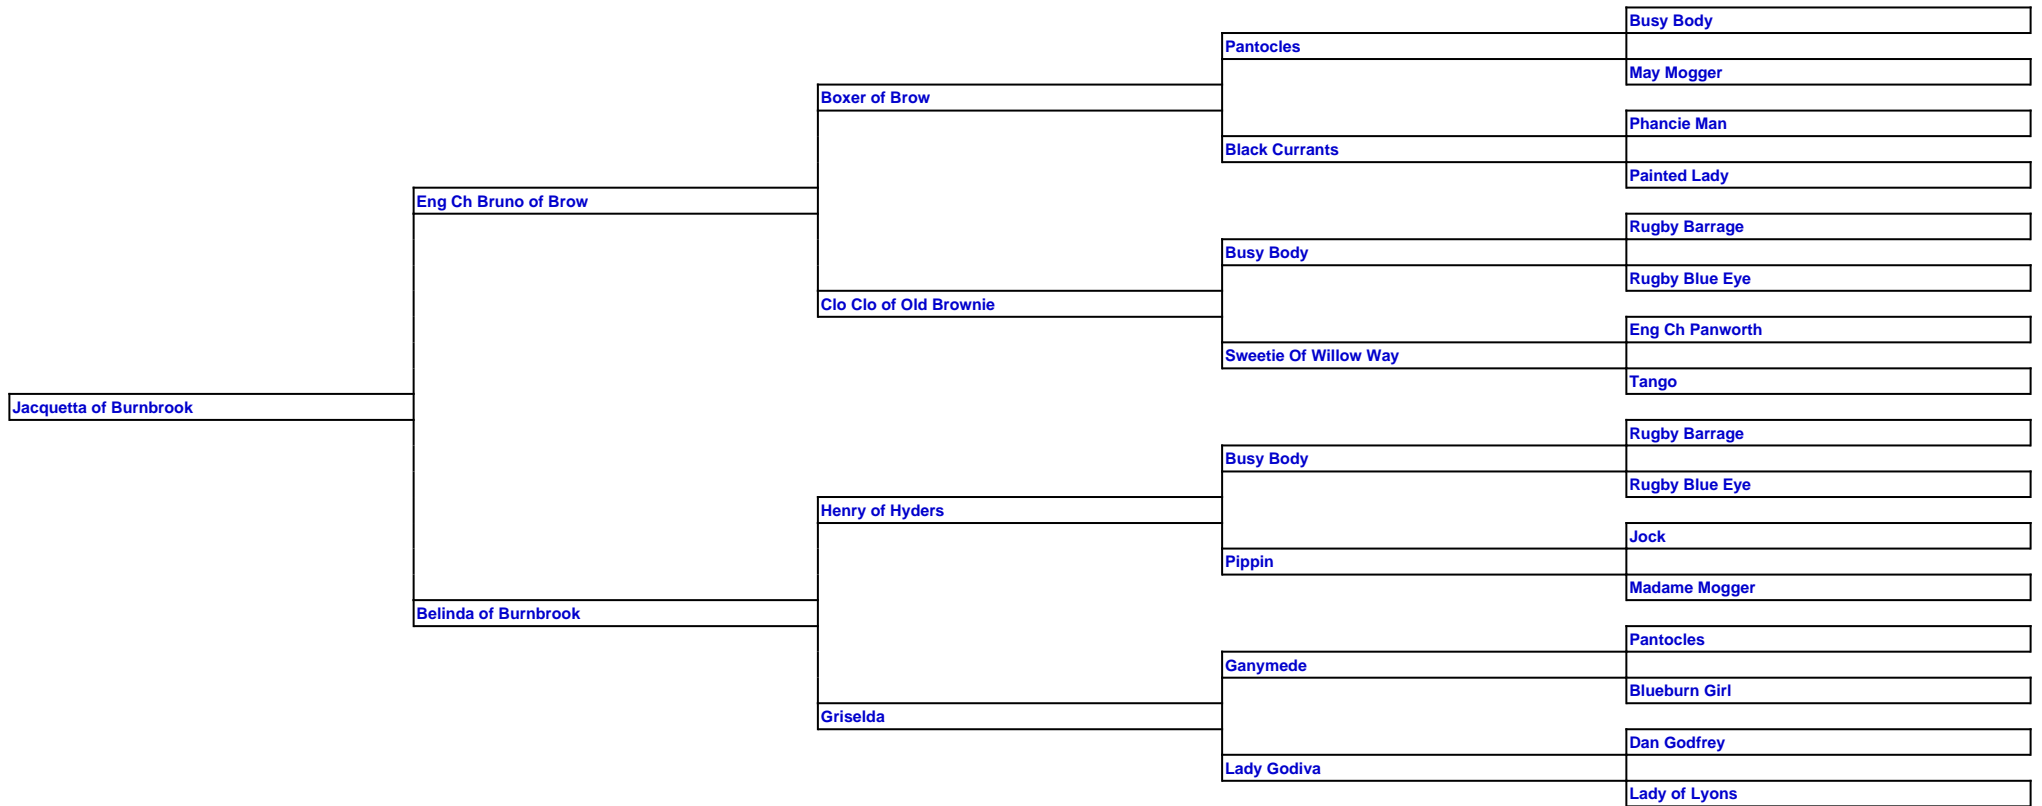 Busy Body
Pantocles
May Mogger
Boxer of Brow
Phancie Man
Black Currants
Painted Lady
Eng Ch Bruno of Brow
Rugby Barrage
Busy Body
Rugby Blue Eye
Clo Clo of Old Brownie
Eng Ch Panworth
Sweetie Of Willow Way
Tango
Jacquetta of Burnbrook
Rugby Barrage
Busy Body
Rugby Blue Eye
Henry of Hyders
Jock
Pippin
Madame Mogger
Belinda of Burnbrook
Pantocles
Ganymede
Blueburn Girl
Griselda
Dan Godfrey
Lady Godiva
Lady of Lyons